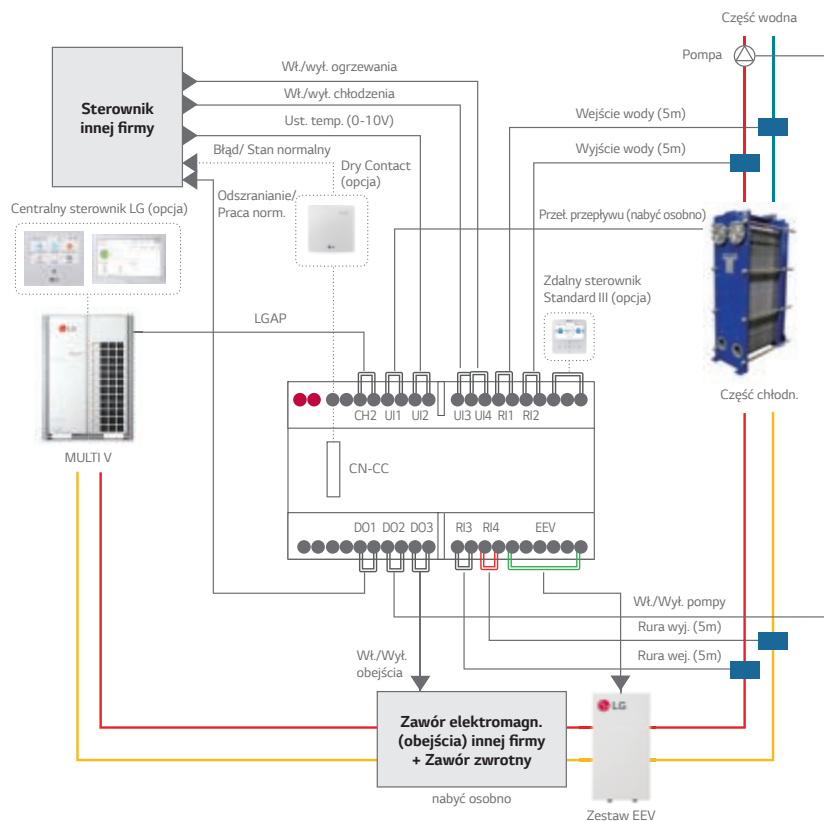 Część wodna
Pompa
Wł./wył. ogrzewania
Wł./wył. chłodzenia
Sterownik
innej firmy
Ust. temp. (0-10V)
Wejście wody (5m)
Błąd/ Stan normalny
Dry Contact
(opcja)
Wyjście wody (5m)
Odszranianie/
Praca norm.
Centralny sterownik LG (opcja)
Przeł. przepływu (nabyć osobno)
Zdalny sterownik
Standard III (opcja)
LG
LGAP
CH2 UI1 UI2 UI3 UI4 RI1 RI2
Część chłodn.
MULTI V
CN-CC
DO1 DO2 DO3 RI3 RI4 EEV
Wł./Wył. pompy
Rura wyj. (5m)
Wł./Wył.
obejścia
Rura wej. (5m)
LG
Zawór elektromagn.
(obejścia) innej firmy
+ Zawór zwrotny
nabyć osobno
Zestaw EEV